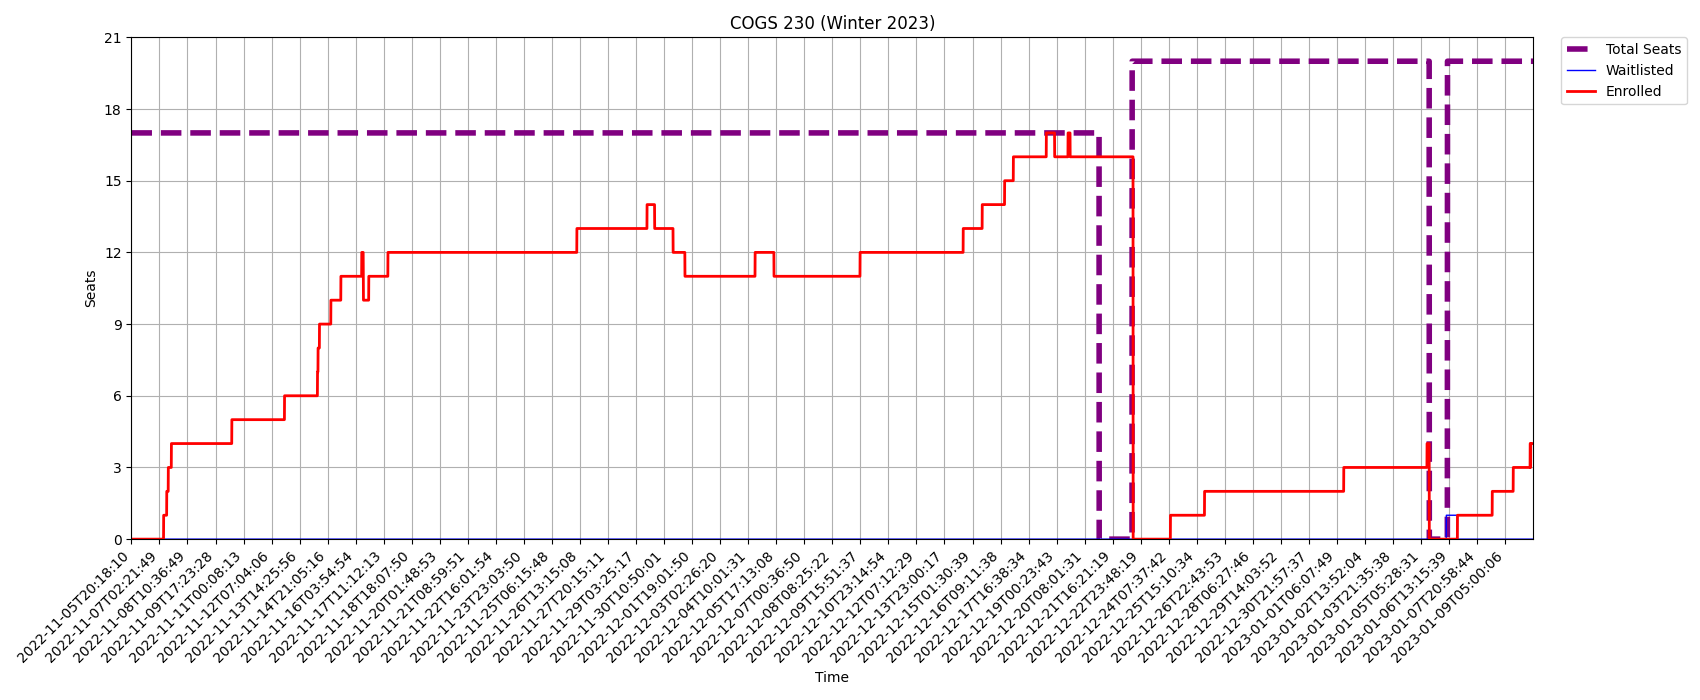 COGS 230 (Winter 2023)
Total Seats
Waitlisted
Enrolled
Seats
21
18
15
12
9
6
3
0
2022-11-05T20:18:10
2022-11-07T02:21:49
2022-11-08T10:36:49
2022-11-09T17:23:28
2022-11-11T00:08:13
2022-11-12T07:04:06
2022-11-13T14:25:56
2022-11-14T21:05:16
2022-11-16T03:54:54
2022-11-17T11:12:13
2022-11-18T18:07:50
2022-11-20T01:48:53
2022-11-21T08:59:51
2022-11-22T16:01:54
2022-11-23T23:03:50
2022-11-25T06:15:48
2022-11-26T13:15:08
2022-11-27T20:15:11
2022-11-29T03:25:17
2022-11-30T10:50:01
2022-12-01T19:01:50
2022-12-03T02:26:20
2022-12-04T10:01:31
2022-12-05T17:13:08
2022-12-07T00:36:50
2022-12-08T08:25:22
2022-12-09T15:51:37
2022-12-10T23:14:54
2022-12-12T07:12:29
2022-12-13T23:00:17
2022-12-15T01:30:39
2022-12-16T09:11:38
2022-12-17T16:38:34
2022-12-19T00:23:43
2022-12-20T08:01:31
2022-12-21T16:21:19
2022-12-22T23:48:19
2022-12-24T07:37:42
2022-12-25T15:10:34
2022-12-26T22:43:53
2022-12-28T06:27:46
2022-12-29T14:03:52
2022-12-30T21:57:37
2023-01-01T06:07:49
2023-01-02T13:52:04
2023-01-03T21:35:38
2023-01-05T05:28:31
2023-01-06T13:15:39
2023-01-07T20:58:44
2023-01-09T05:00:06
Time